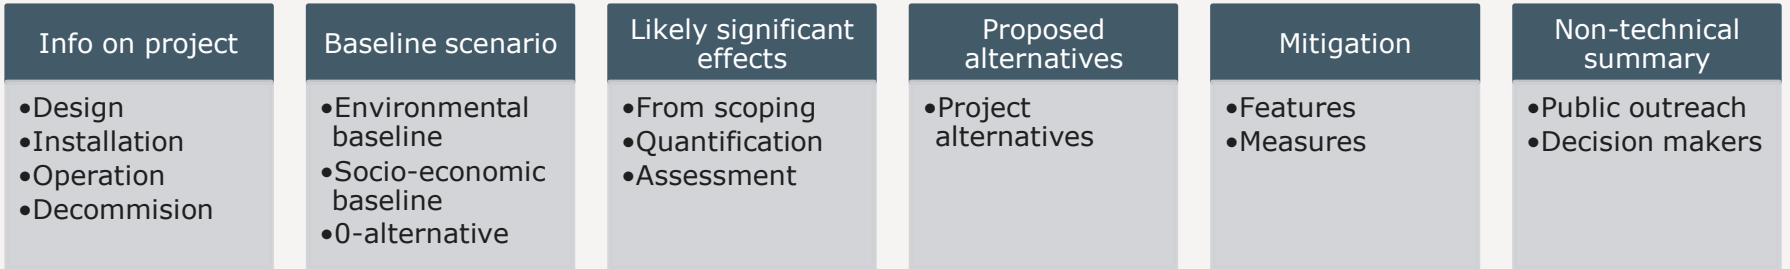 Info on project
•Design
•Installation
•Operation
•Decommision
Baseline scenario
•Environmental
baseline
•Socio-economic
baseline
•0-alternative
Likely significant
effects
•From scoping
•Quantification
•Assessment
Proposed
alternatives
•Project
alternatives
Mitigation
•Features
•Measures
Non-technical
summary
•Public outreach
•Decision makers